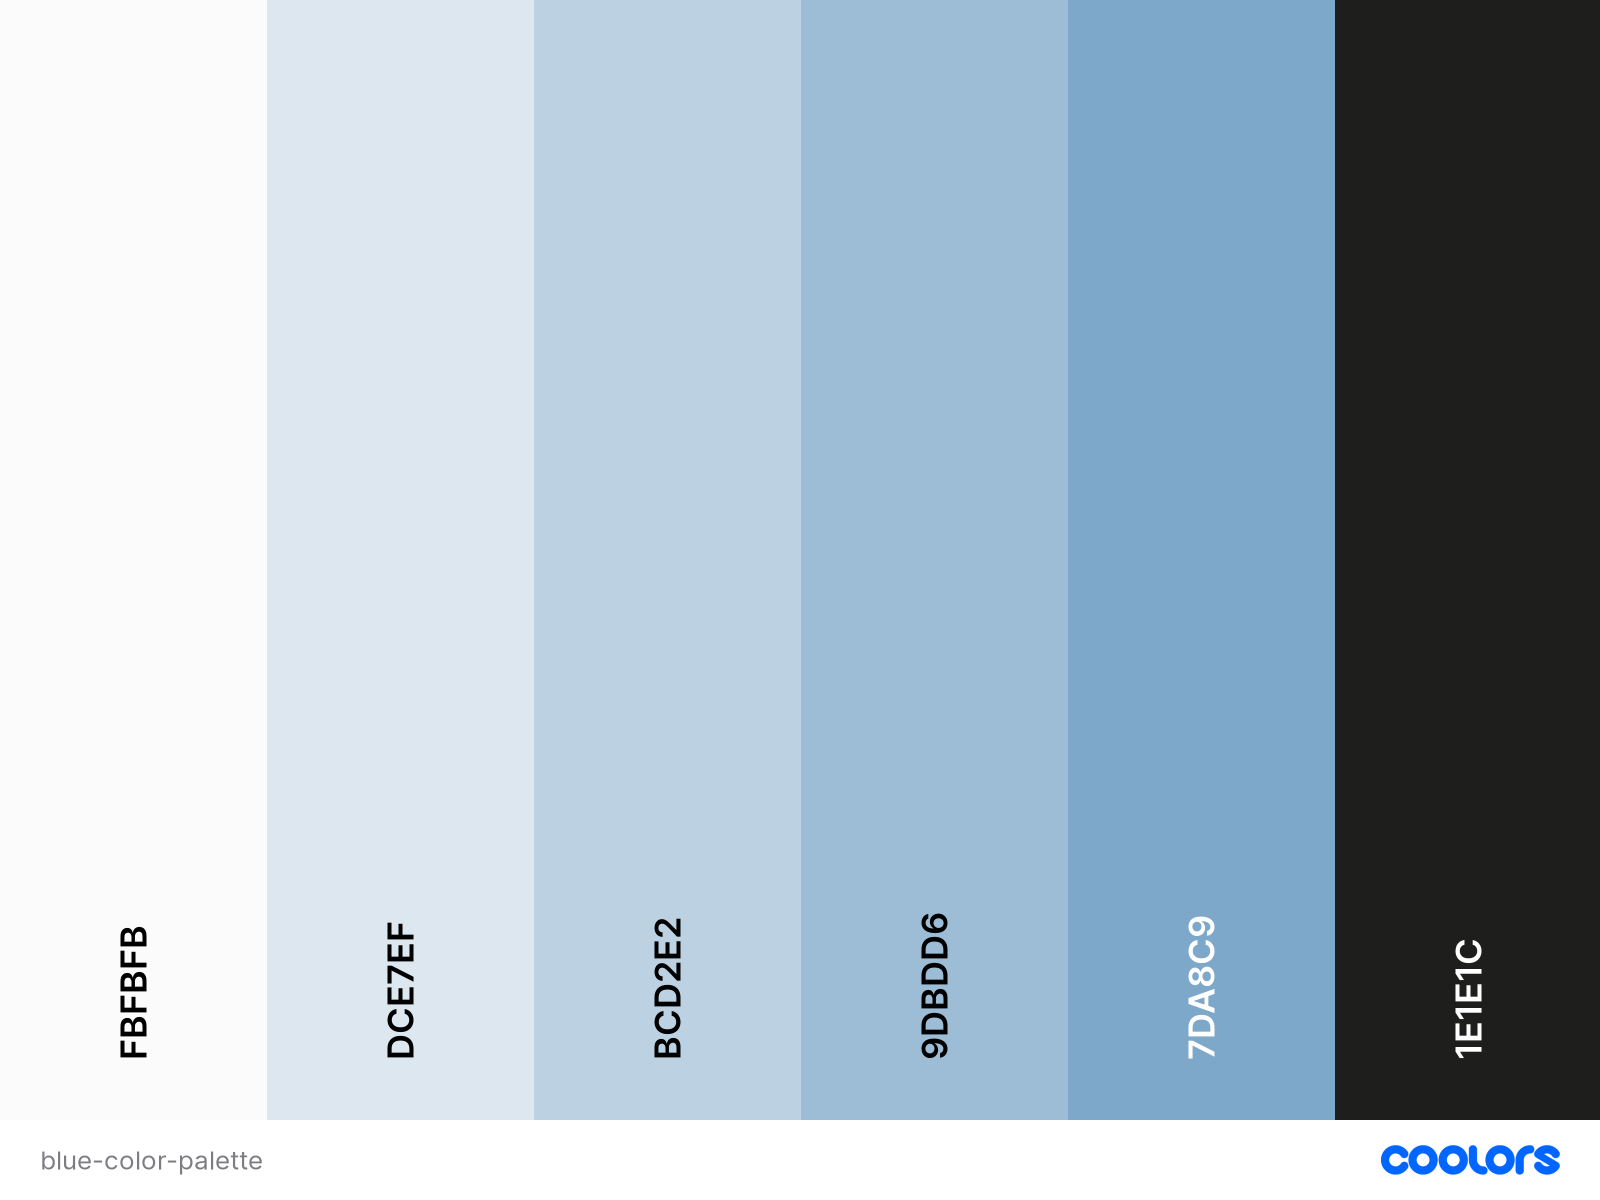 FBFBFB
DCE7EF
BCD2E2
9DBDD6
7DA8C9
1E1E1C
blue-color-palette
coolors